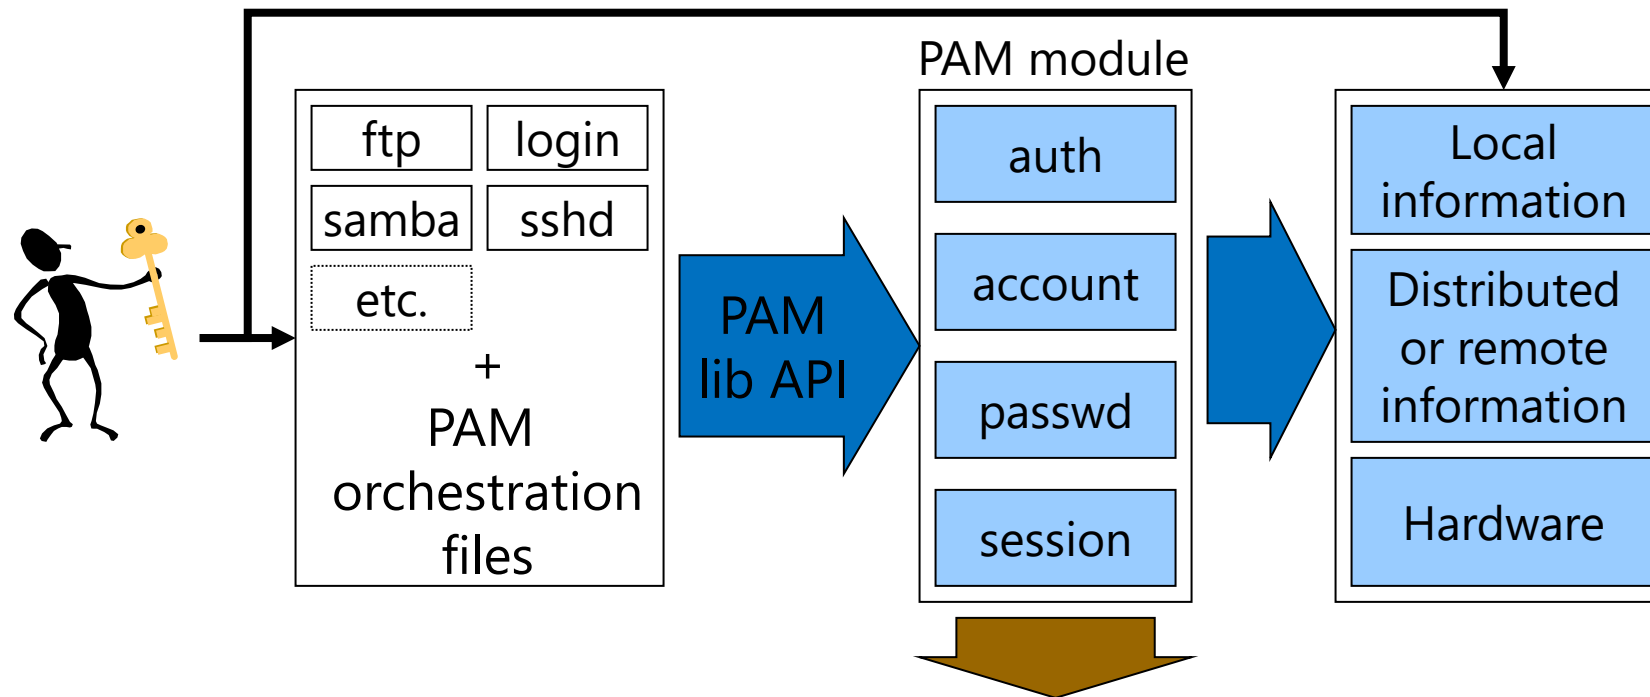 PAM module
ftp
login
samba
sshd
etc.
+
PAM
orchestration
files
PAM
lib API
auth
account
passwd
session
Local
information
Distributed
or remote
information
Hardware